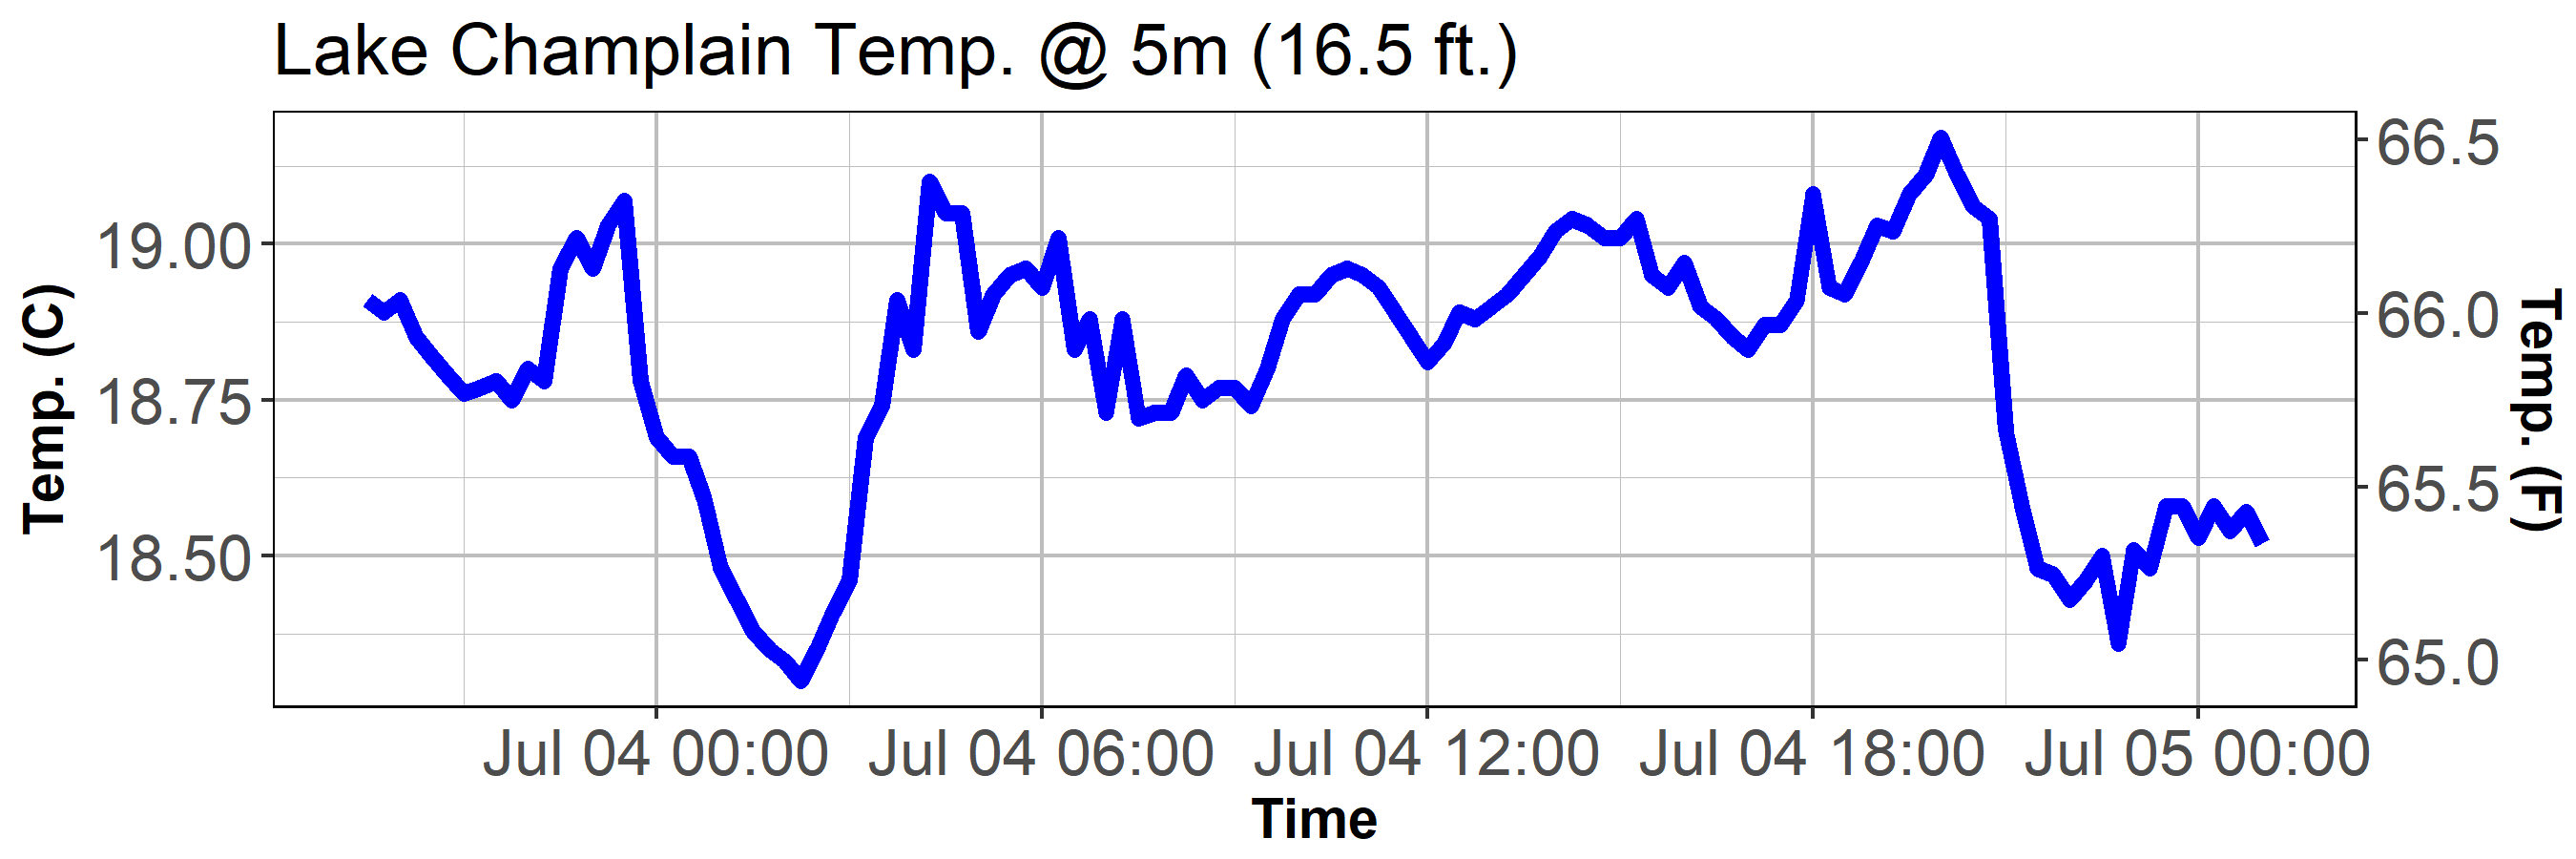 Lake Champlain Temp. @ 5m (16.5 ft.)
Temp. (C)
19.00
18.75
18.50
66.5
66.0
65.5
65.0
Temp. (F)
Jul 04 00:00 Jul 04 06:00 Jul 04 12:00 Jul 04 18:00 Jul 05 00:00
Time